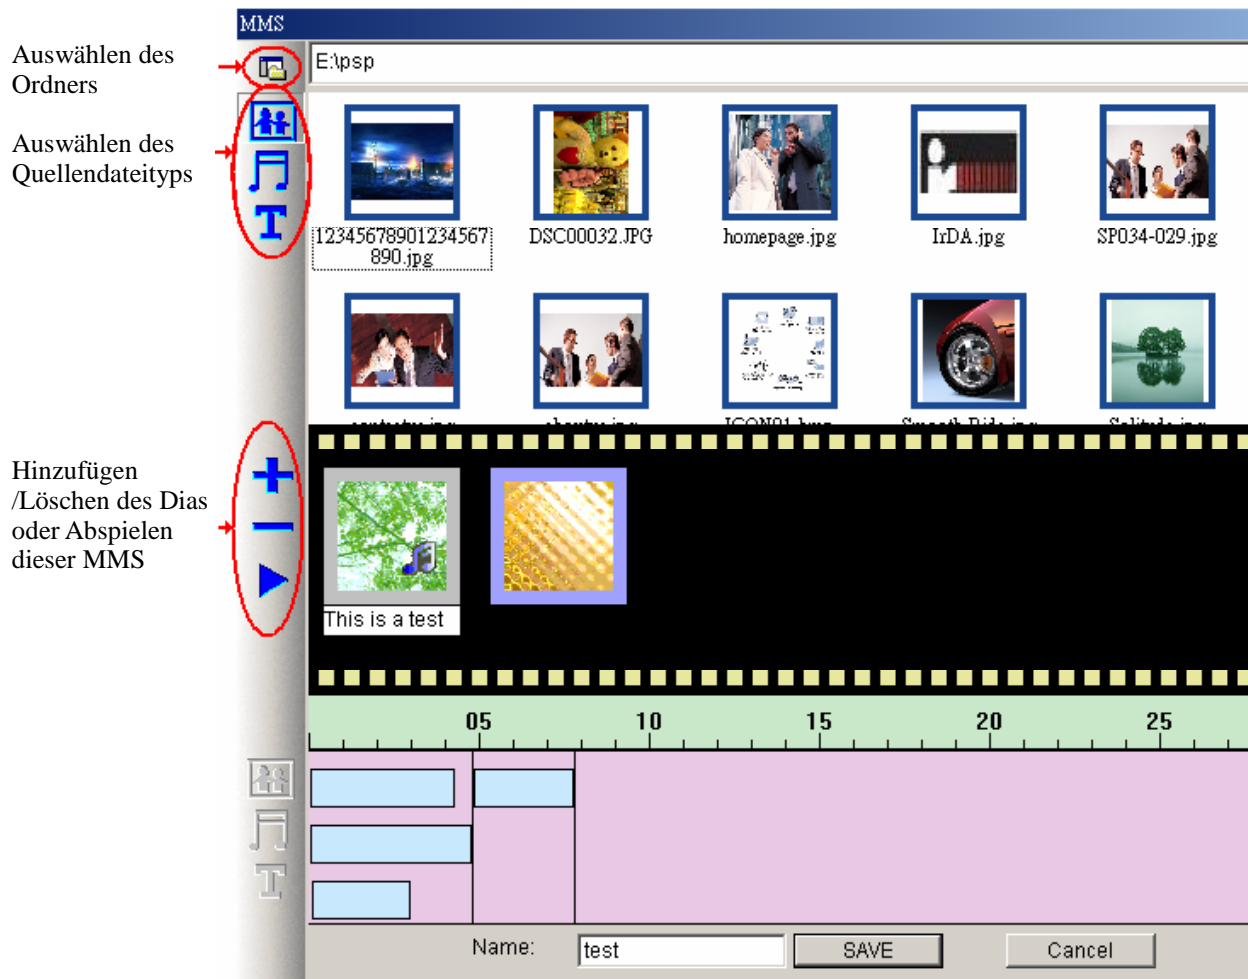 MMS
Auswählen des
Ordners
E:\psp
Auswählen des
Quellendateityps
12345678901234567
890.jpg
DSC00032.JPG
homepage.jpg
IrDA.jpg
SP034-029.jpg
Hinzufügen
/Löschen des Dias
oder Abspielen
dieser MMS
This is a test
05 10 15 20 25
Name: test SAVE Cancel